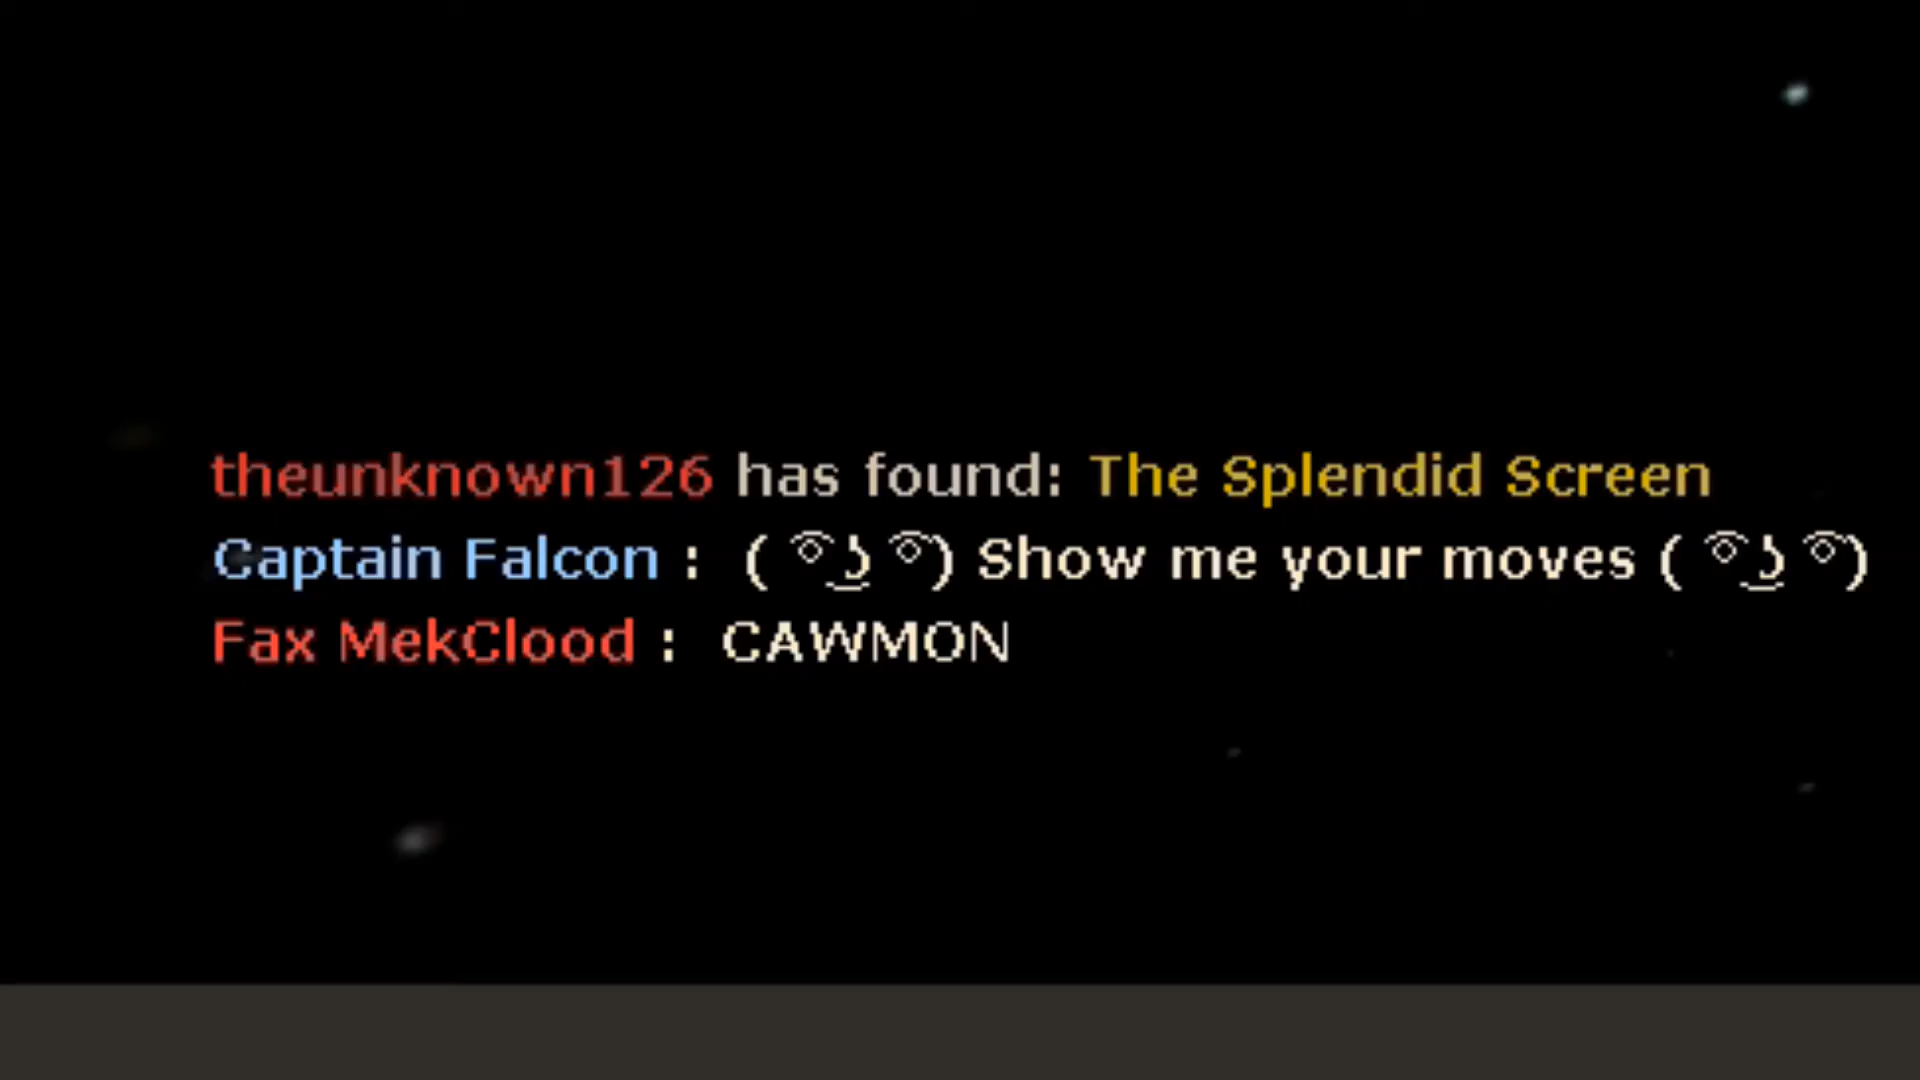 theunknown126 has found: The Splendid Screen
Captain Falcon :  ( ͡° ͜ʖ ͡°) Show me your moves ( ͡° ͜ʖ ͡°)
Fax MekClood :  CAWMON